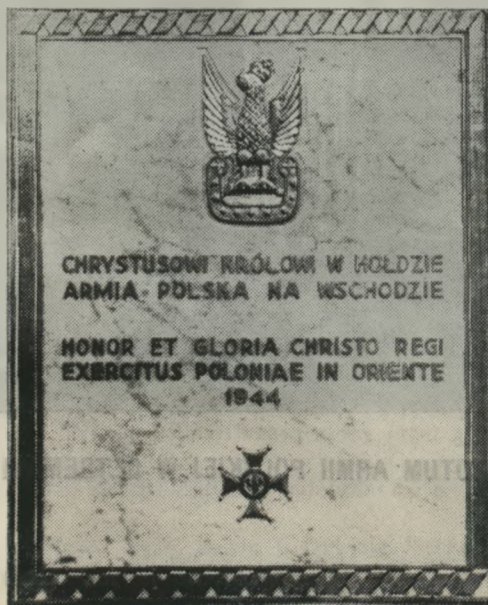 CHRYSTUSOWI KRÓLOWI W HOŁDZIE
ARMIA POLSKA NA WSCHODZIE
HONOR ET GLORIA CHRISTO REGI
EXERCITUS POLONIAE IN ORIENTE
1944